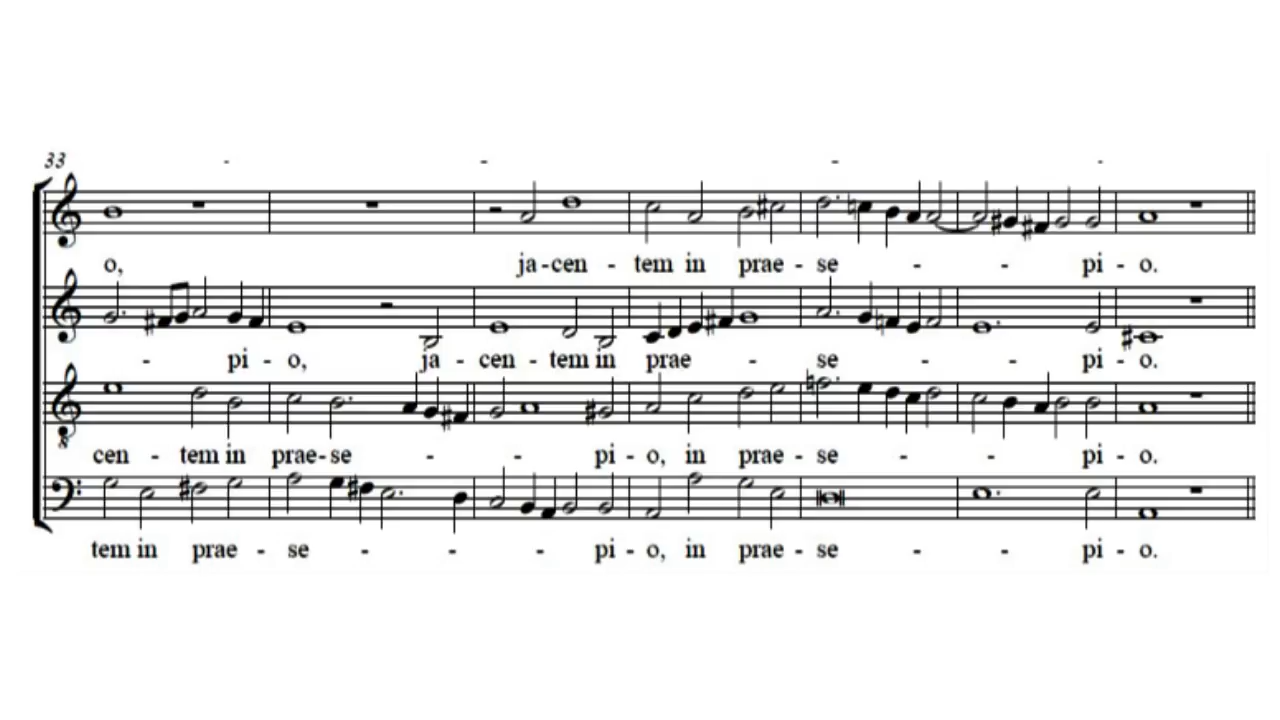 33
o, ja - cen - tem in prae - se - - pi - o.
- pi - o, ja - cen - tem in prae - se - - pi - o.
cen - tem in prae - se - - pi - o, in prae - se - - pi - o.
tem in prae - se - - - pi - o, in prae - se - - pi - o.